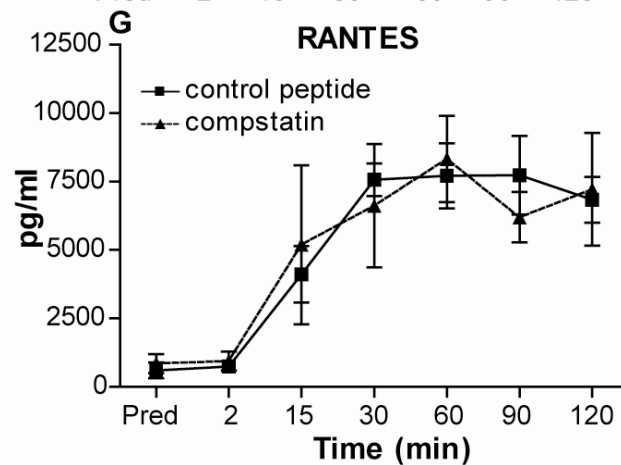 G
RANTES
12500
control peptide
compstatin
10000
7500
5000
2500
0
pg/ml
Pred 2 15 30 60 90 120
Time (min)